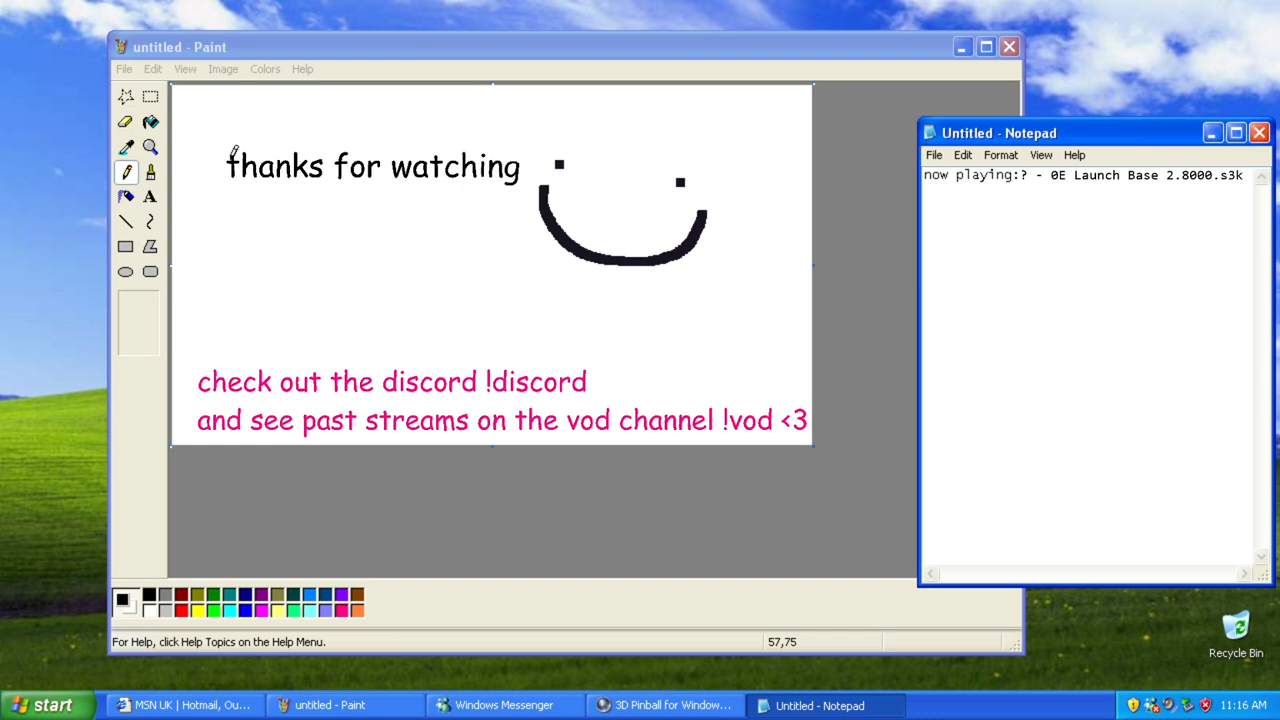 untitled - Paint
File Edit View Image Colors Help
thanks for watching
check out the discord !discord
and see past streams on the vod channel !vod <3
For Help, click Help Topics on the Help Menu.
57,75
Untitled - Notepad
File Edit Format View Help
now playing:? - 0E Launch Base 2.8000.s3k
Recycle Bin
start
MSN UK | Hotmail, Ou...
untitled - Paint
Windows Messenger
3D Pinball for Window...
Untitled - Notepad
11:16 AM